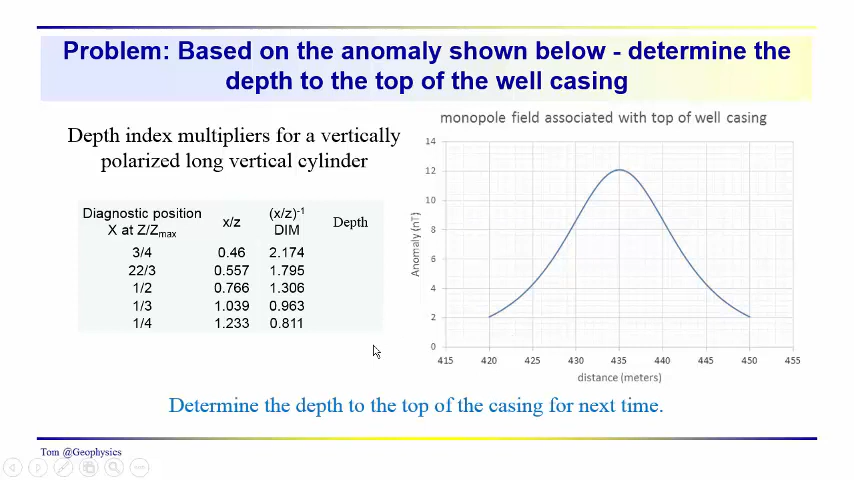 Problem: Based on the anomaly shown below - determine the
depth to the top of the well casing
Depth index multipliers for a vertically
polarized long vertical cylinder
Diagnostic position
X at Z/Zmax
x/z
(x/z)-1
DIM
Depth
3/4 0.46 2.174
22/3 0.557 1.795
1/2 0.766 1.306
1/3 1.039 0.963
1/4 1.233 0.811
monopole field associated with top of well casing
Anomaly (nT)
14
12
10
8
6
4
2
0
415 420 425 430 435 440 445 450 455
distance (meters)
Determine the depth to the top of the casing for next time.
Tom @Geophysics